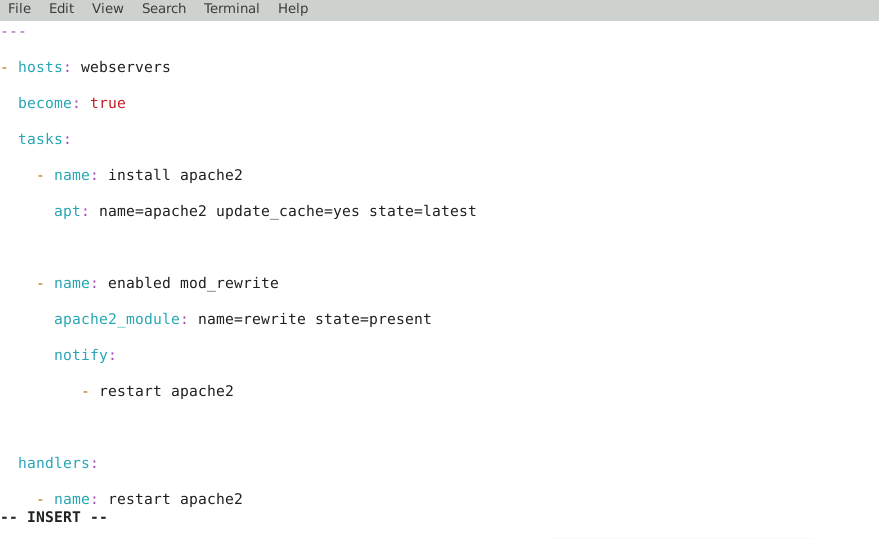 File Edit View Search Terminal Help
---
- hosts: webservers
  become: true
  tasks:
    - name: install apache2
      apt: name=apache2 update_cache=yes state=latest
    - name: enabled mod_rewrite
      apache2_module: name=rewrite state=present
      notify:
         - restart apache2
  handlers:
    - name: restart apache2
-- INSERT --